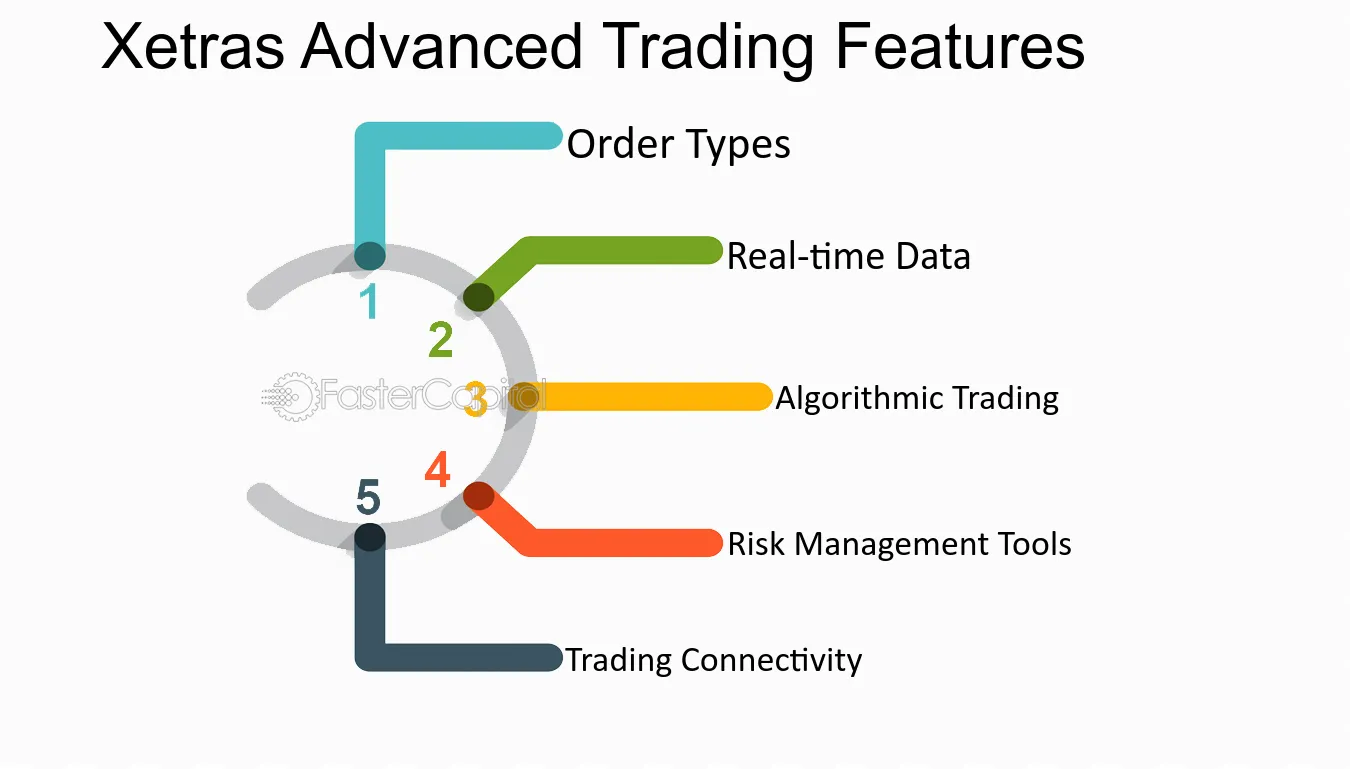 Xetras Advanced Trading Features
Order Types
1
Real-time Data
2
FasterCapital
3
Algorithmic Trading
4
Risk Management Tools
5
Trading Connectivity